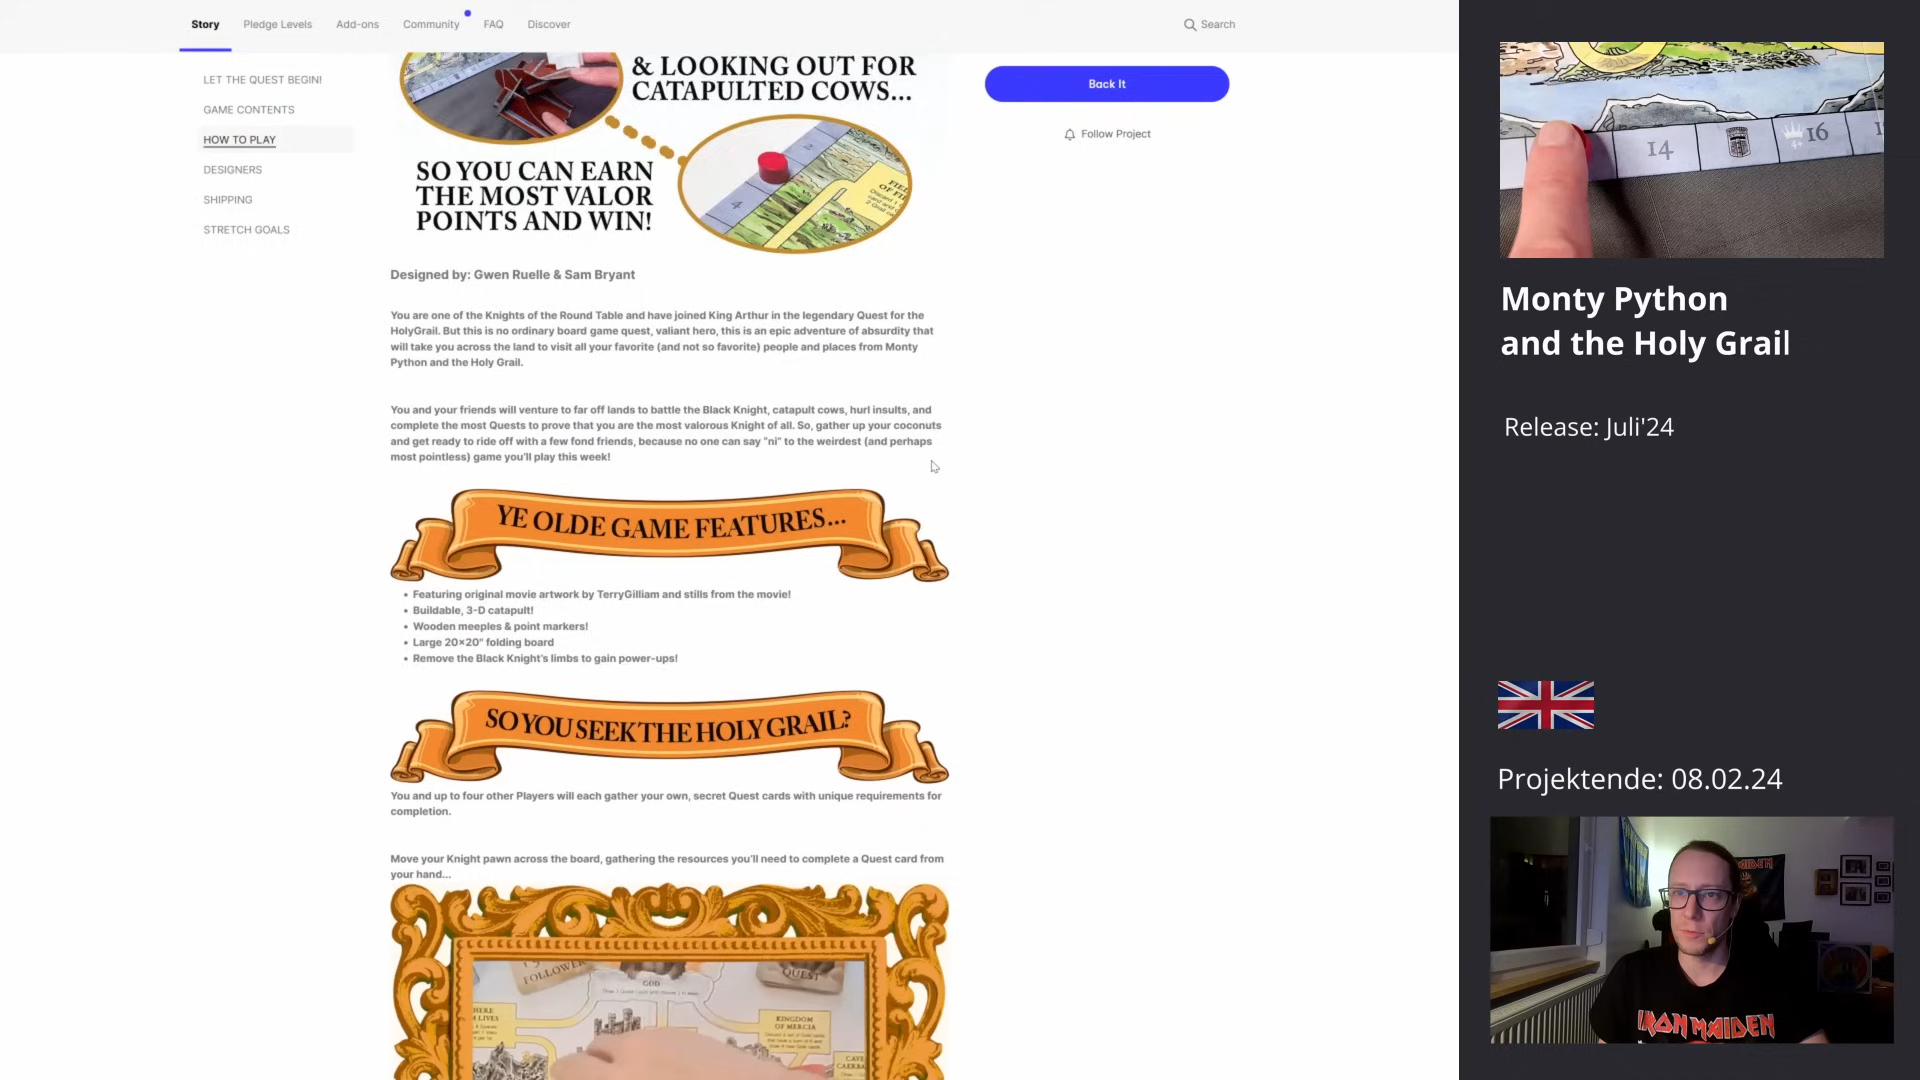 Story
Pledge Levels
Add-ons
Community
FAQ
Discover
Search
LET THE QUEST BEGIN!
GAME CONTENTS
HOW TO PLAY
DESIGNERS
SHIPPING
STRETCH GOALS
& LOOKING OUT FOR
CATAPULTED COWS...
SO YOU CAN EARN
THE MOST VALOR
POINTS AND WIN!
2
4
Back It
Follow Project
Designed by: Gwen Ruelle & Sam Bryant
You are one of the Knights of the Round Table and have joined King Arthur in the legendary Quest for the
HolyGrail. But this is no ordinary board game quest, valiant hero, this is an epic adventure of absurdity that
will take you across the land to visit all your favorite (and not so favorite) people and places from Monty
Python and the Holy Grail.
You and your friends will venture to far off lands to battle the Black Knight, catapult cows, hurl insults, and
complete the most Quests to prove that you are the most valorous Knight of all. So, gather up your coconuts
and get ready to ride off with a few fond friends, because no one can say “ni” to the weirdest (and perhaps
most pointless) game you’ll play this week!
YE OLDE GAME FEATURES...
• Featuring original movie artwork by TerryGilliam and stills from the movie!
• Buildable, 3-D catapult!
• Wooden meeples & point markers!
• Large 20×20" folding board
• Remove the Black Knight’s limbs to gain power-ups!
SO YOU SEEK THE HOLY GRAIL?
You and up to four other Players will each gather your own, secret Quest cards with unique requirements for
completion.
Move your Knight pawn across the board, gathering the resources you’ll need to complete a Quest card from
your hand...
FOLLOWER
GOD
QUEST
KINGDOM
OF MERCIA
14
4+
16
Monty Python
and the Holy Grail
Release: Juli'24
Projektende: 08.02.24
IRON MAIDEN